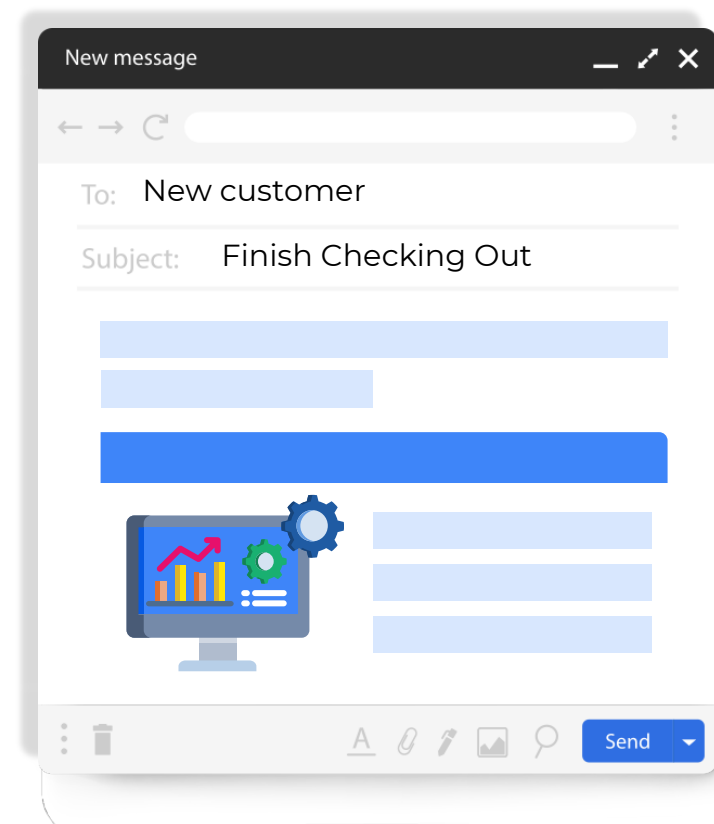 New message
To: New customer
Subject: Finish Checking Out
A
Send